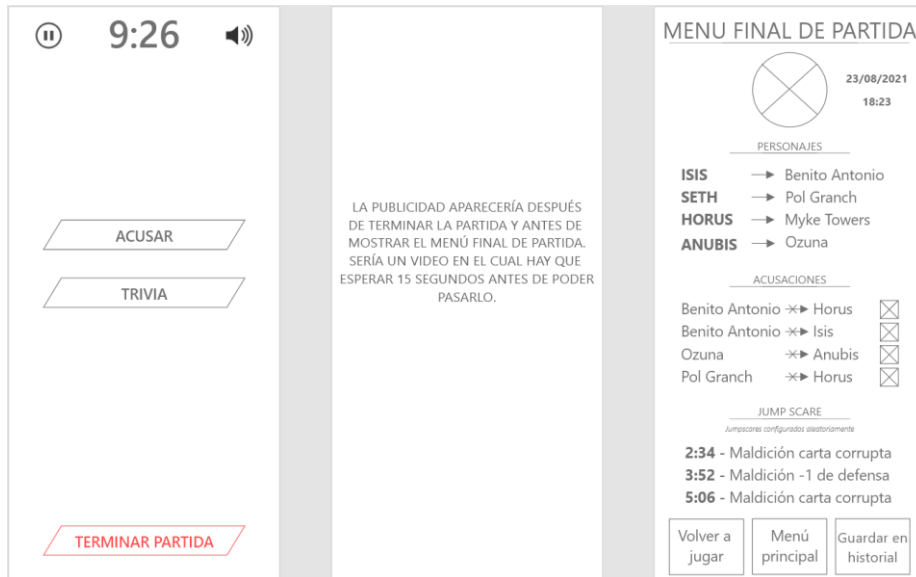 9:26
ACUSAR
TRIVIA
TERMINAR PARTIDA
LA PUBLICIDAD APARECERÍA DESPUÉS
DE TERMINAR LA PARTIDA Y ANTES DE
MOSTRAR EL MENÚ FINAL DE PARTIDA.
SERÍA UN VIDEO EN EL CUAL HAY QUE
ESPERAR 15 SEGUNDOS ANTES DE PODER
PASARLO.
MENU FINAL DE PARTIDA
23/08/2021
18:23
PERSONAJES
ISIS Benito Antonio
SETH Pol Granch
HORUS Myke Towers
ANUBIS Ozuna
ACUSACIONES
Benito Antonio Horus
Benito Antonio Isis
Ozuna Anubis
Pol Granch Horus
JUMP SCARE
Jumpscares configurados aleatoriamente
2:34 - Maldición carta corrupta
3:52 - Maldición -1 de defensa
5:06 - Maldición carta corrupta
Volver a
jugar
Menú
principal
Guardar en
historial